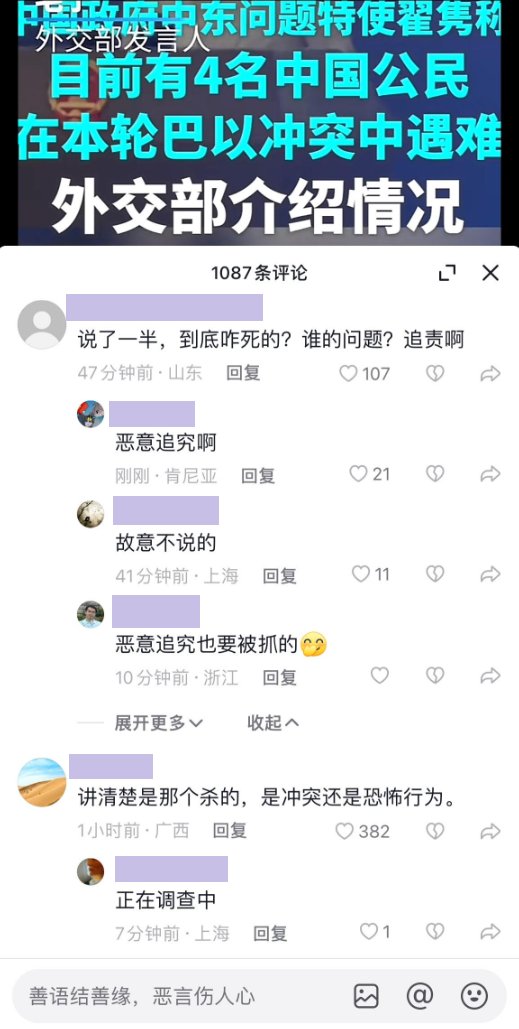 中国政府中东问题特使翟隽称
外交部发言人
目前有4名中国公民
在本轮巴以冲突中遇难
外交部介绍情况
1087条评论
说了一半，到底咋死的？谁的问题？追责啊
47分钟前·山东 回复 107
恶意追究啊
刚刚·肯尼亚 回复 21
故意不说的
41分钟前·上海 回复 11
恶意追究也要被抓的🤭
10分钟前·浙江 回复
展开更多 收起
讲清楚是那个杀的，是冲突还是恐怖行为。
1小时前·广西 回复 382
正在调查中
7分钟前·上海 回复 1
善语结善缘，恶言伤人心